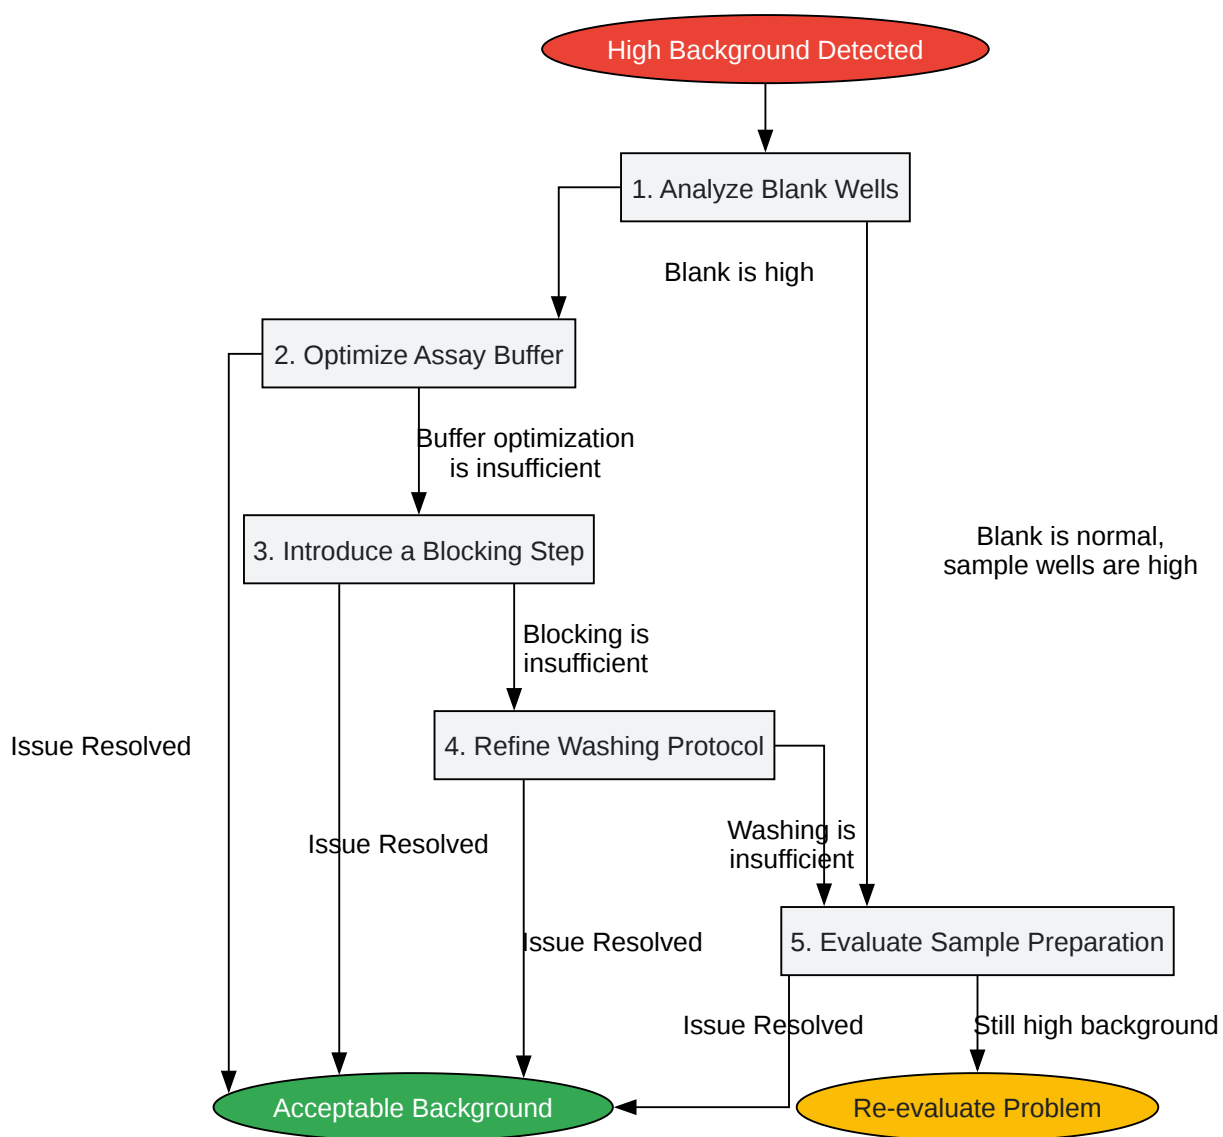 High Background Detected
1. Analyze Blank Wells
Blank is high
2. Optimize Assay Buffer
Buffer optimization
is insufficient
3. Introduce a Blocking Step
Blank is normal,
sample wells are high
Blocking is
insufficient
4. Refine Washing Protocol
Issue Resolved
Issue Resolved
Washing is
insufficient
Issue Resolved
5. Evaluate Sample Preparation
Issue Resolved
Still high background
Acceptable Background
Re-evaluate Problem